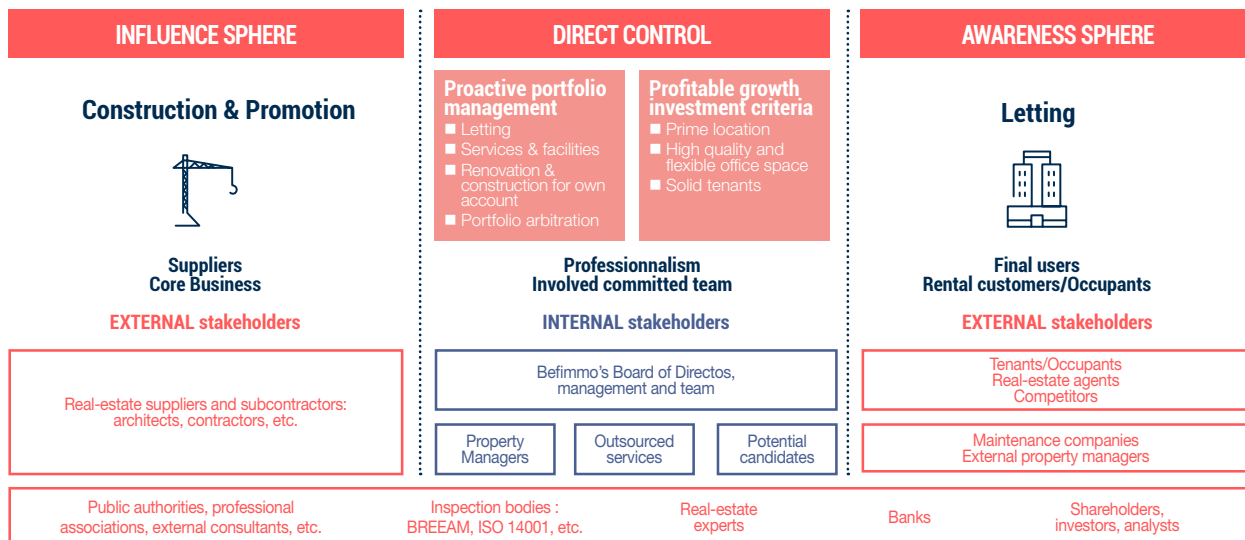 INFLUENCE SPHERE
Construction & Promotion
Suppliers
Core Business
EXTERNAL stakeholders
Real-estate suppliers and subcontractors:
architects, contractors, etc.
DIRECT CONTROL
Proactive portfolio
management
Letting
Services & facilities
Renovation &
construction for own
account
Portfolio arbitration
Profitable growth
investment criteria
Prime location
High quality and
flexible office space
Solid tenants
Professionnalism
Involved committed team
INTERNAL stakeholders
Befimmo's Board of Directos,
management and team
Property
Managers
Outsourced
services
Potential
candidates
AWARENESS SPHERE
Letting
Final users
Rental customers/Occupants
EXTERNAL stakeholders
Tenants/Occupants
Real-estate agents
Competitors
Maintenance companies
External property managers
Public authorities, professional
associations, external consultants, etc.
Inspection bodies :
BREEAM, ISO 14001, etc.
Real-estate
experts
Banks
Shareholders,
investors, analysts